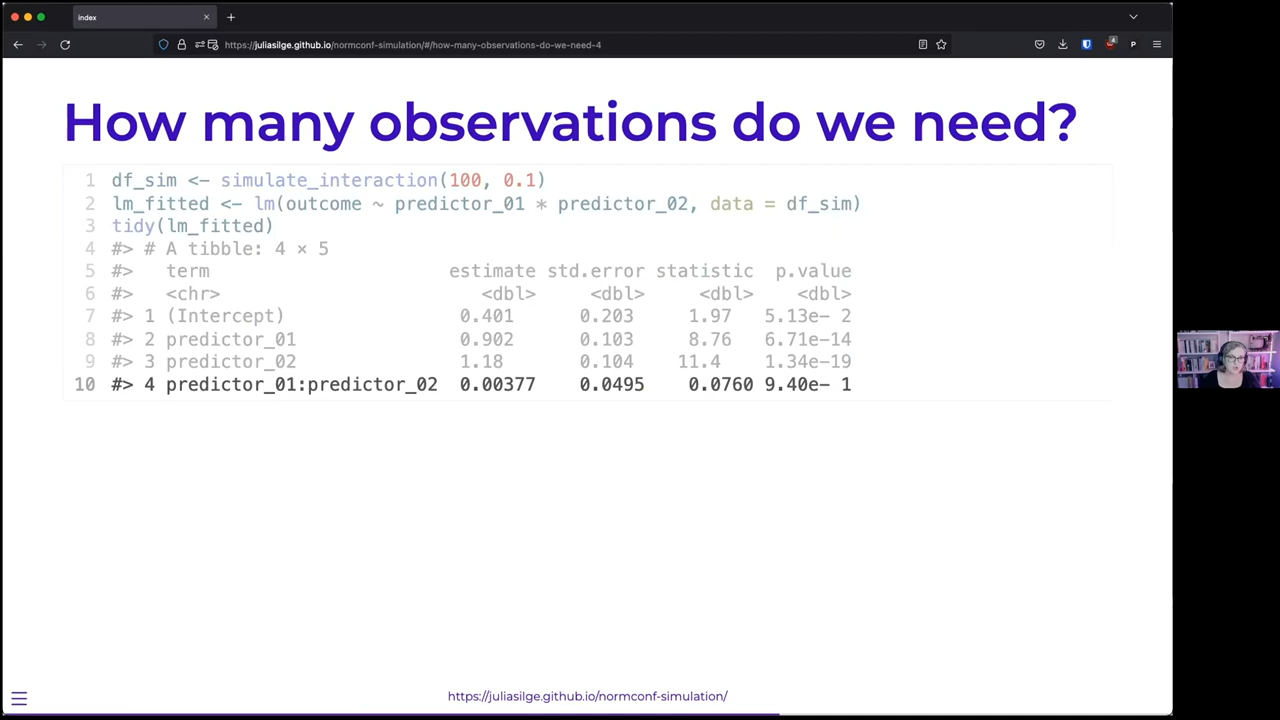 index
https://juliasilge.github.io/normconf-simulation/#/how-many-observations-do-we-need-4
4
P
How many observations do we need?
1 df_sim <- simulate_interaction(100, 0.1)
2 lm_fitted <- lm(outcome ~ predictor_01 * predictor_02, data = df_sim)
3 tidy(lm_fitted)
4 #> # A tibble: 4 × 5
5 #>   term                      estimate std.error statistic  p.value
6 #>   <chr>                        <dbl>     <dbl>     <dbl>    <dbl>
7 #> 1 (Intercept)                0.401      0.203      1.97   5.13e- 2
8 #> 2 predictor_01               0.902      0.103      8.76   6.71e-14
9 #> 3 predictor_02               1.18       0.104     11.4    1.34e-19
10 #> 4 predictor_01:predictor_02  0.00377    0.0495     0.0760 9.40e- 1
https://juliasilge.github.io/normconf-simulation/